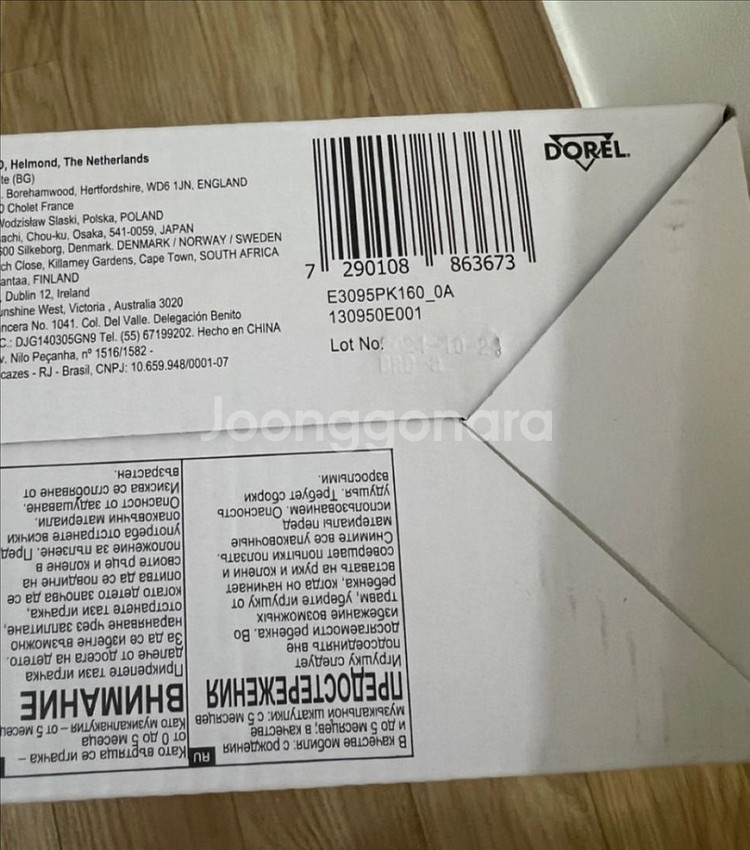 , Helmond, The Netherlands
te (BG)
. Borehamwood, Hertfordshire, WD6 1JN, ENGLAND
Cholet France
Wodzisław Slaski, Polska, POLAND
achi, Chou-ku, Osaka, 541-0059, JAPAN
600 Silkeborg, Denmark. DENMARK / NORWAY / SWEDEN
ch Close, Killarney Gardens, Cape Town, SOUTH AFRICA
antaa, FINLAND
, Dublin 12, Ireland
unshine West, Victoria , Australia 3020
ncera No. 1041. Col. Del Valle. Delegación Benito
C.: DJG140305GN9 Tel. (55) 67199202. Hecho en CHINA
v. Nilo Peçanha, nº 1516/1582 -
cazes - RJ - Brasil, CNPJ: 10.659.948/0001-07
DOREL.
7 290108 863673
E3095PK160_0A
130950E001
Lot No:
Joonggonara
RU
В качестве мобиля: с рождения
и до 5 месяцев; в качестве
музыкальной шкатулки: с 5 месяцев
ПРЕДОСТЕРЕЖЕНИЯ
Игрушку следует
подсоединять вне
досягаемости ребенка. Во
избежание возможных
травм, уберите игрушку от
ребенка, когда он начинает
вставать на руки и колени и
совершает попытки ползать.
Снимите все упаковочные
материалы перед
использованием. Опасность
удушья. Требует сборки
взрослыми.
Като въртяща се играчка –
от 0 до 5 месеца
Като музикалнакутия – от 5 месец
ВНИМАНИЕ
Прикрепете тази играчка
далече от досега на детето.
За да се избегне възможно
нараняване чрез заплитане,
отстранете тази играчка,
когато детето започва да се
опитва да се повдигне на
своите ръце и колене в
положение за пълзене. Пред
употреба отстранете всички
опаковъчни материали.
Опасност от задушаване.
Изисква се сглобяване от
възрастен.